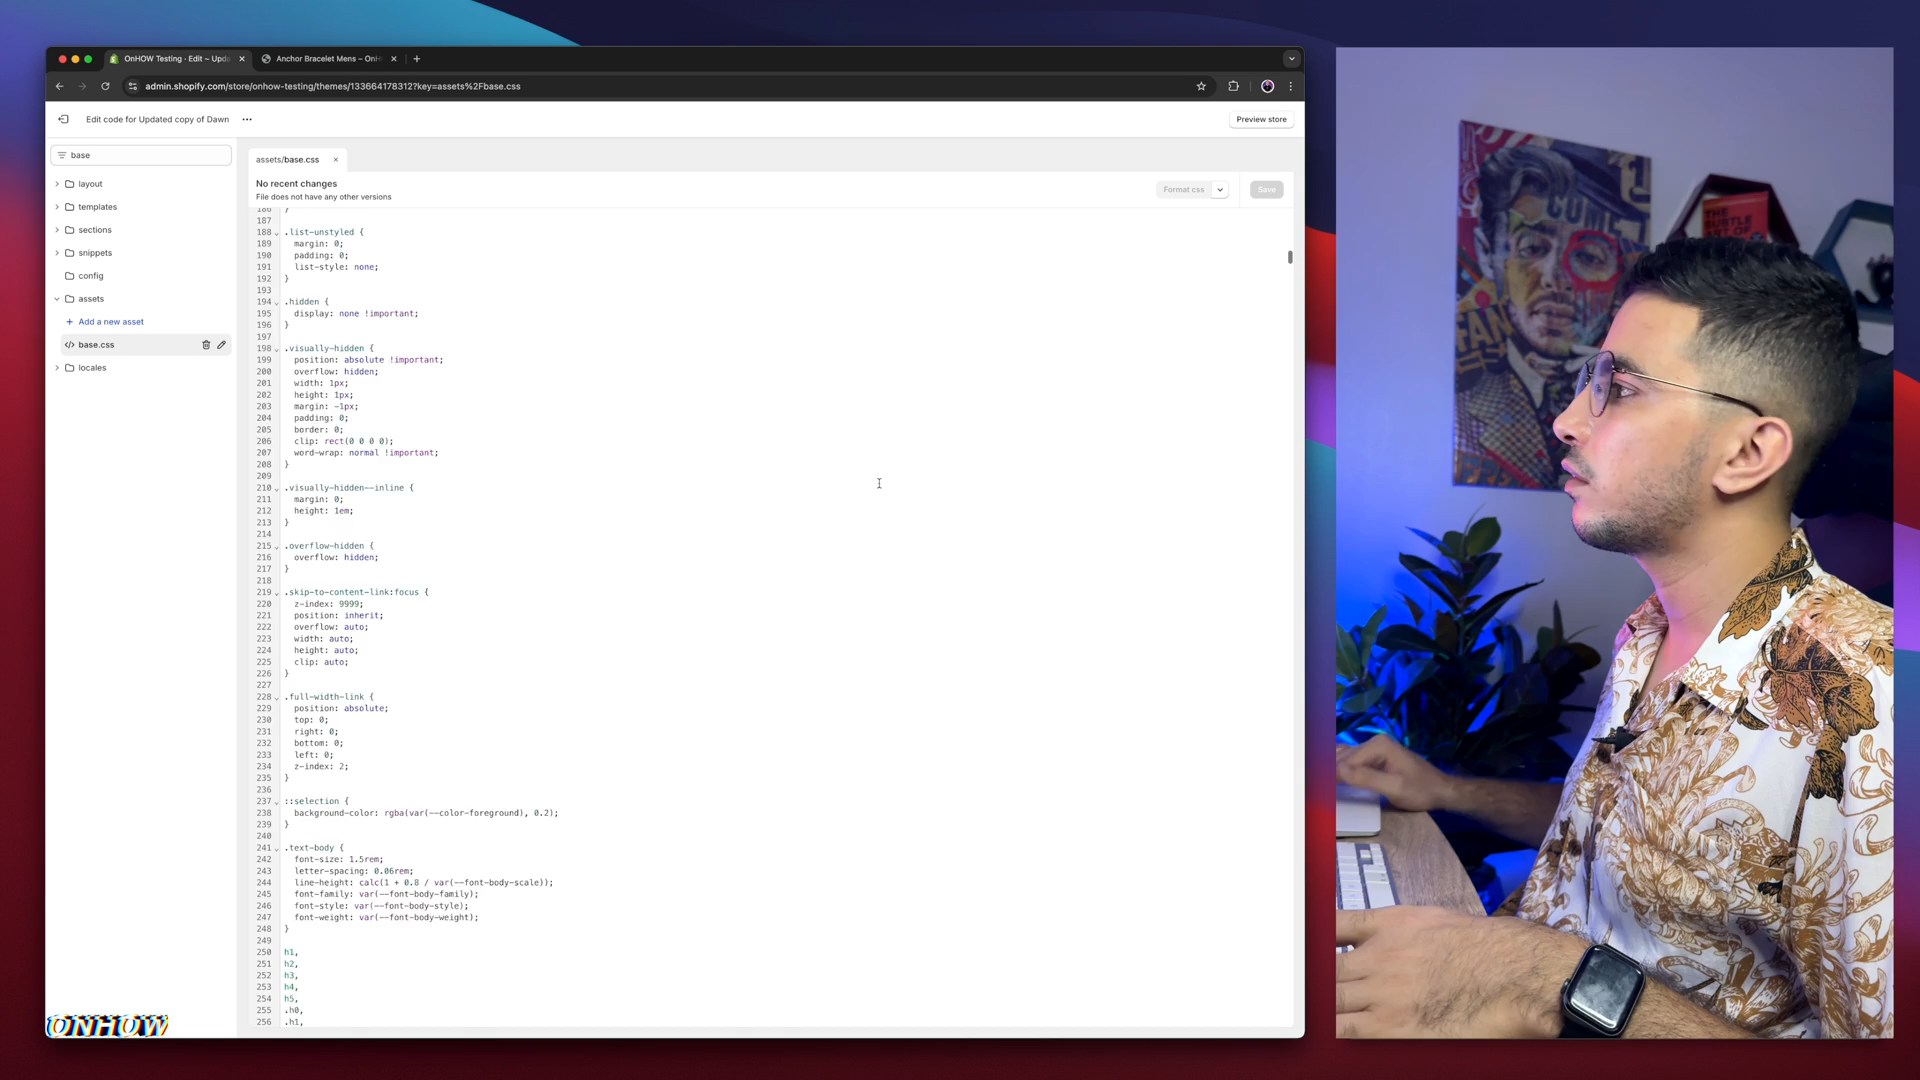 OnHOW Testing · Edit ~ Upda
Anchor Bracelet Mens – OnH
admin.shopify.com/store/onhow-testing/themes/133664178312?key=assets%2Fbase.css
Edit code for Updated copy of Dawn
Preview store
base
layout
templates
sections
snippets
config
assets
Add a new asset
base.css
locales
assets/base.css
No recent changes
File does not have any other versions
Format css
Save
186 }
187
188 .list-unstyled {
189 margin: 0;
190 padding: 0;
191 list-style: none;
192 }
193
194 .hidden {
195 display: none !important;
196 }
197
198 .visually-hidden {
199 position: absolute !important;
200 overflow: hidden;
201 width: 1px;
202 height: 1px;
203 margin: -1px;
204 padding: 0;
205 border: 0;
206 clip: rect(0 0 0 0);
207 word-wrap: normal !important;
208 }
209
210 .visually-hidden--inline {
211 margin: 0;
212 height: 1em;
213 }
214
215 .overflow-hidden {
216 overflow: hidden;
217 }
218
219 .skip-to-content-link:focus {
220 z-index: 9999;
221 position: inherit;
222 overflow: auto;
223 width: auto;
224 height: auto;
225 clip: auto;
226 }
227
228 .full-width-link {
229 position: absolute;
230 top: 0;
231 right: 0;
232 bottom: 0;
233 left: 0;
234 z-index: 2;
235 }
236
237 ::selection {
238 background-color: rgba(var(--color-foreground), 0.2);
239 }
240
241 .text-body {
242 font-size: 1.5rem;
243 letter-spacing: 0.06rem;
244 line-height: calc(1 + 0.8 / var(--font-body-scale));
245 font-family: var(--font-body-family);
246 font-style: var(--font-body-style);
247 font-weight: var(--font-body-weight);
248 }
249
250 h1,
251 h2,
252 h3,
253 h4,
254 h5,
255 .h0,
256 .h1,
ONHOW
COM
FAN
THE
SUBTLE